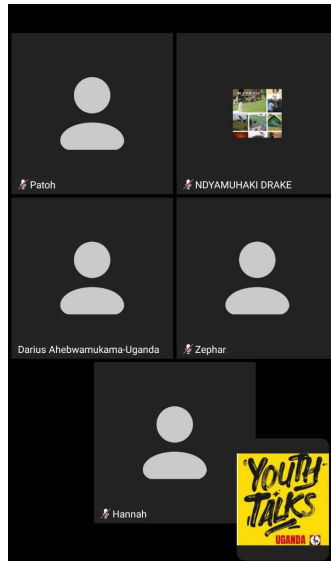 Patoh
NDYAMUHAKI DRAKE
Darius Ahebwamukama-Uganda
Zephar
Hannah
YOUTH
TALKS
UGANDA